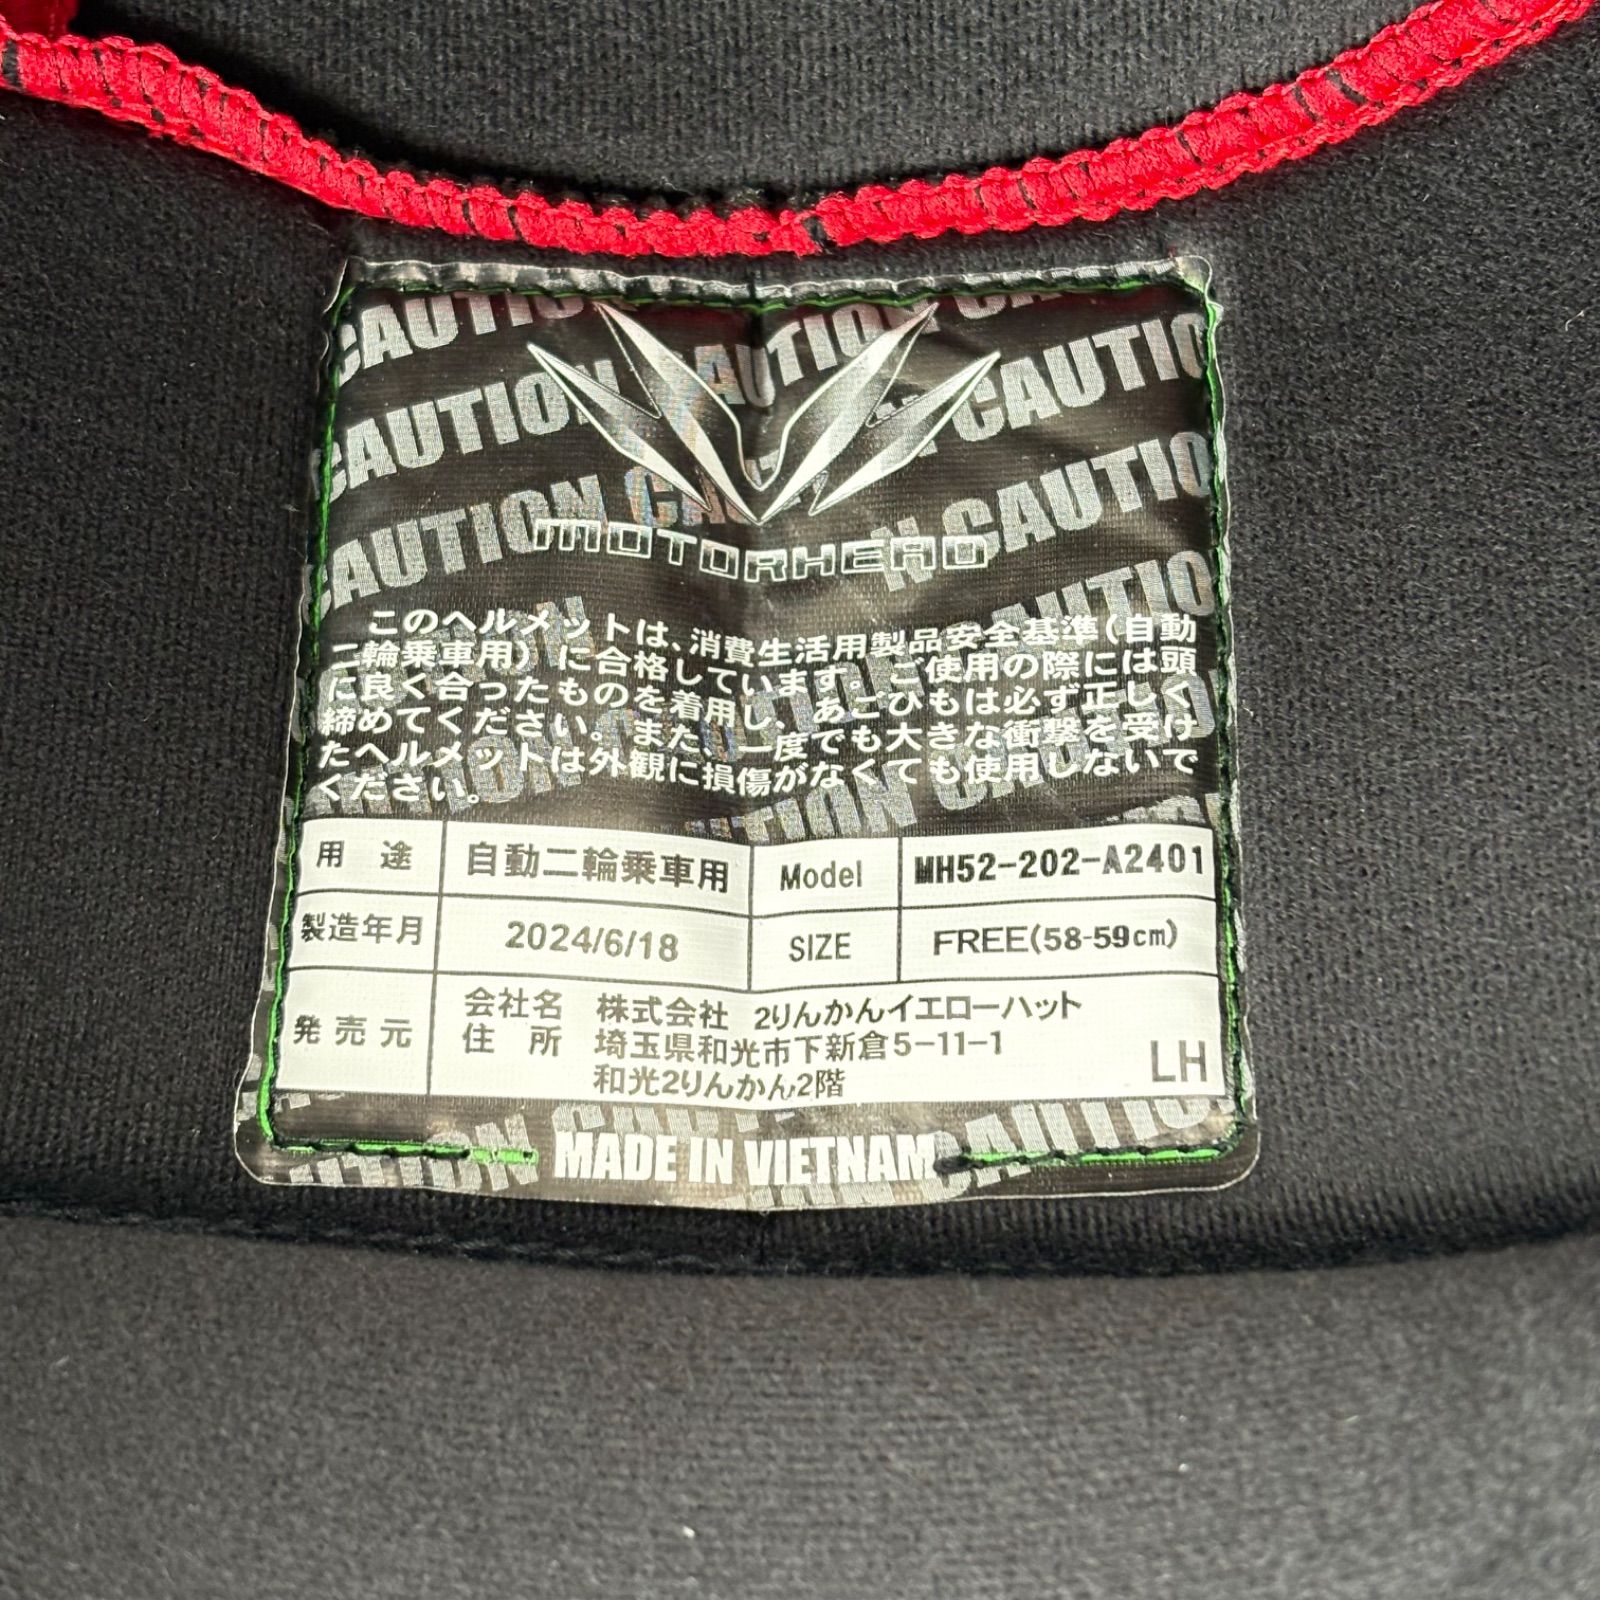 CAUTION CAUTION CAUTION
CAUTION CAUTION CAUTION
CAUTION CAUTION CAUTION
MOTORHEAD
このヘルメットは、消費生活用製品安全基準(自動
二輪乗車用)に合格しています。ご使用の際には頭
に良く合ったものを着用し、あごひもは必ず正しく
締めてください。また、一度でも大きな衝撃を受け
たヘルメットは外観に損傷がなくても使用しないで
ください。
用途 自動二輪乗車用 Model MH52-202-A2401
製造年月 2024/6/18 SIZE FREE(58-59cm)
発売元 会社名 株式会社 2りんかんイエローハット
住所 埼玉県和光市下新倉5-11-1
和光2りんかん2階 LH
MADE IN VIETNAM